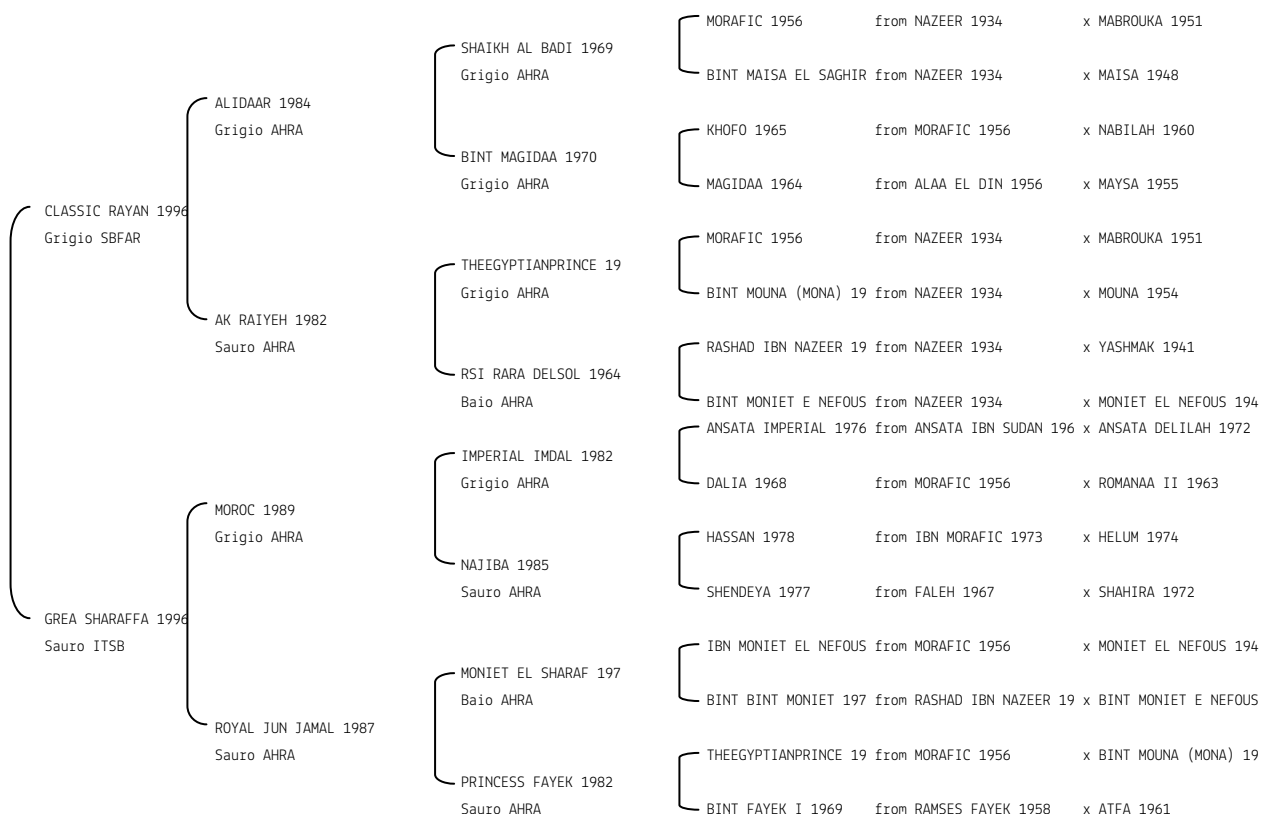 MORAFIC 1956 from NAZEER 1934 x MABROUKA 1951
SHAIKH AL BADI 1969
Grigio AHRA BINT MAISA EL SAGHIR from NAZEER 1934 x MAISA 1948
ALIDAAR 1984
Grigio AHRA KHOFO 1965 from MORAFIC 1956 x NABILAH 1960
BINT MAGIDAA 1970
Grigio AHRA MAGIDAA 1964 from ALAA EL DIN 1956 x MAYSA 1955
CLASSIC RAYAN 1996
Grigio SBFAR MORAFIC 1956 from NAZEER 1934 x MABROUKA 1951
THEEGYPTIANPRINCE 19
Grigio AHRA BINT MOUNA (MONA) 19 from NAZEER 1934 x MOUNA 1954
AK RAIYEH 1982
Sauro AHRA RASHAD IBN NAZEER 19 from NAZEER 1934 x YASHMAK 1941
RSI RARA DELSOL 1964
Baio AHRA BINT MONIET E NEFOUS from NAZEER 1934 x MONIET EL NEFOUS 194
ANSATA IMPERIAL 1976 from ANSATA IBN SUDAN 196 x ANSATA DELILAH 1972
IMPERIAL IMDAL 1982
Grigio AHRA DALIA 1968 from MORAFIC 1956 x ROMANAA II 1963
MOROC 1989
Grigio AHRA HASSAN 1978 from IBN MORAFIC 1973 x HELUM 1974
NAJIBA 1985
Sauro AHRA SHENDEYA 1977 from FALEH 1967 x SHAHIRA 1972
GREA SHARAFFA 1996
Sauro ITSB IBN MONIET EL NEFOUS from MORAFIC 1956 x MONIET EL NEFOUS 194
MONIET EL SHARAF 197
Baio AHRA BINT BINT MONIET 197 from RASHAD IBN NAZEER 19 x BINT MONIET E NEFOUS
ROYAL JUN JAMAL 1987
Sauro AHRA THEEGYPTIANPRINCE 19 from MORAFIC 1956 x BINT MOUNA (MONA) 19
PRINCESS FAYEK 1982
Sauro AHRA BINT FAYEK I 1969 from RAMSES FAYEK 1958 x ATFA 1961